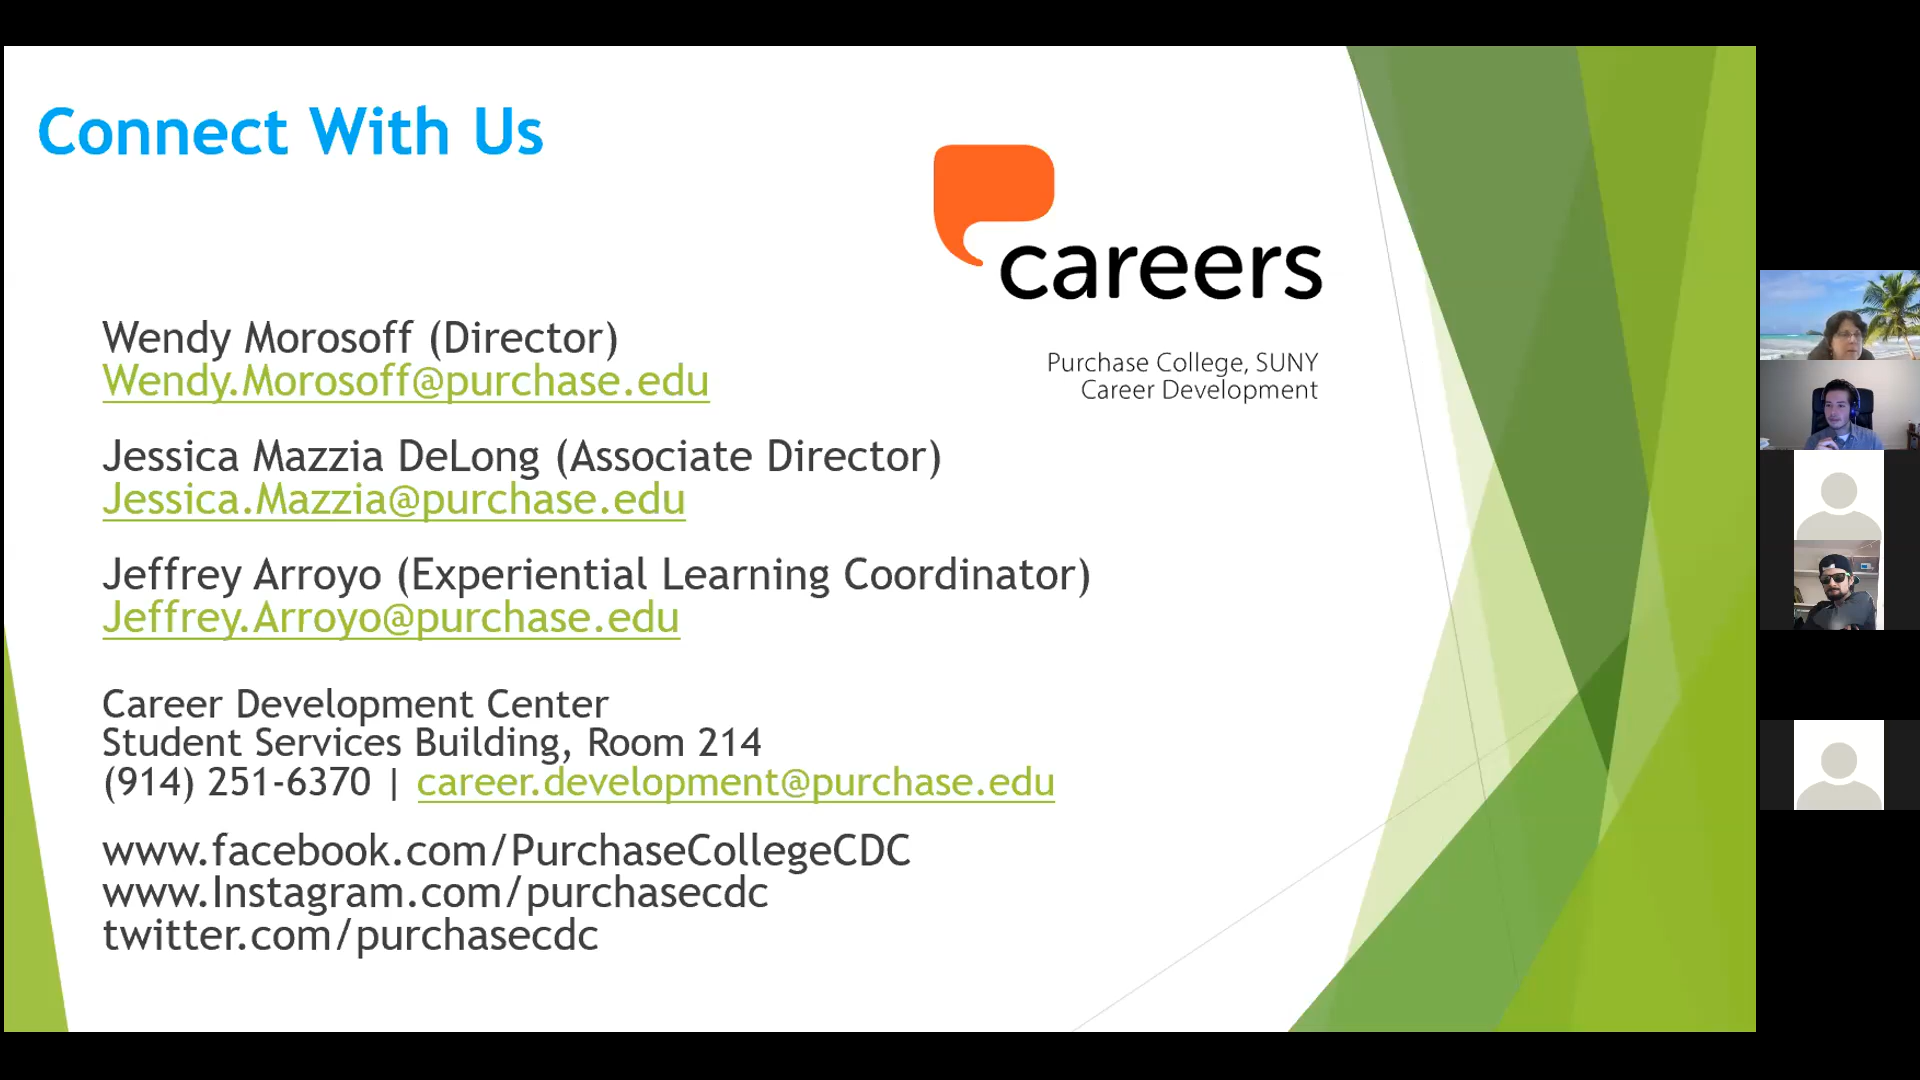 Connect With Us
careers
Purchase College, SUNY
Career Development
Wendy Morosoff (Director)
Wendy.Morosoff@purchase.edu
Jessica Mazzia DeLong (Associate Director)
Jessica.Mazzia@purchase.edu
Jeffrey Arroyo (Experiential Learning Coordinator)
Jeffrey.Arroyo@purchase.edu
Career Development Center
Student Services Building, Room 214
(914) 251-6370 | career.development@purchase.edu
www.facebook.com/PurchaseCollegeCDC
www.Instagram.com/purchasecdc
twitter.com/purchasecdc